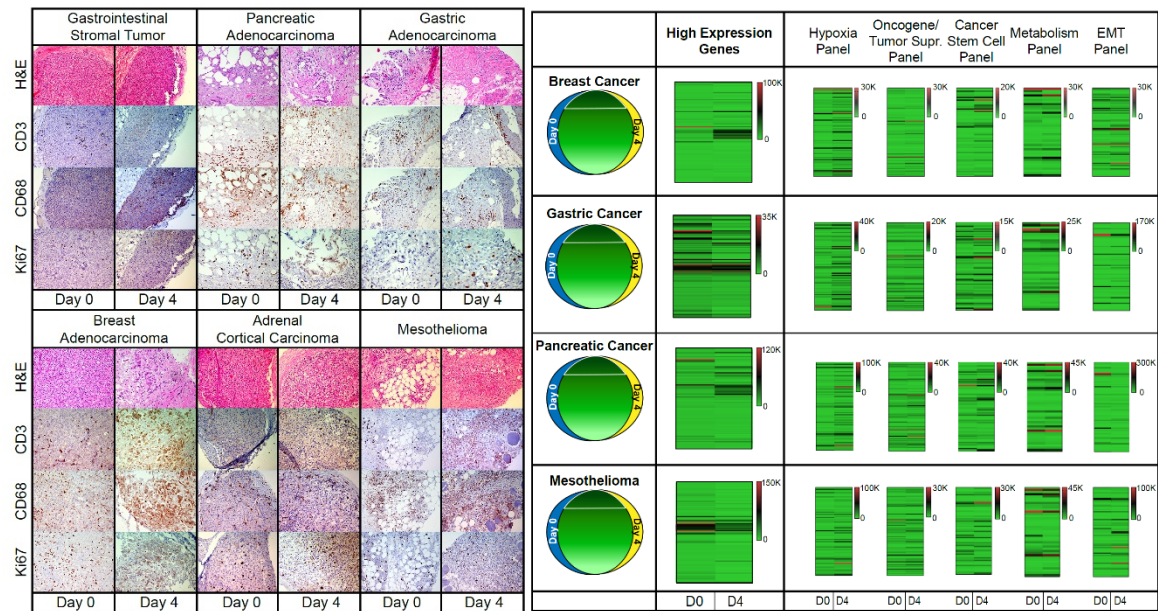 Gastrointestinal
Stromal Tumor
Pancreatic
Adenocarcinoma
Gastric
Adenocarcinoma
H&E
CD3
CD68
Ki67
Day 0
Day 4
Day 0
Day 4
Day 0
Day 4
Breast
Adenocarcinoma
Adrenal
Cortical Carcinoma
Mesothelioma
H&E
CD3
CD68
Ki67
Day 0
Day 4
Day 0
Day 4
Day 0
Day 4
High Expression
Genes
Hypoxia
Panel
Oncogene/
Tumor Supr.
Panel
Cancer
Stem Cell
Panel
Metabolism
Panel
EMT
Panel
Breast Cancer
Day 0
Day 4
100K
0
30K
0
30K
0
20K
0
30K
0
30K
0
Gastric Cancer
Day 0
Day 4
35K
0
40K
0
20K
0
15K
0
25K
0
170K
0
Pancreatic Cancer
Day 0
Day 4
120K
0
100K
0
40K
0
40K
0
45K
0
300K
0
Mesothelioma
Day 0
Day 4
150K
0
100K
0
30K
0
30K
0
45K
0
100K
0
D0 D4
D0 D4
D0 D4
D0 D4
D0 D4
D0 D4